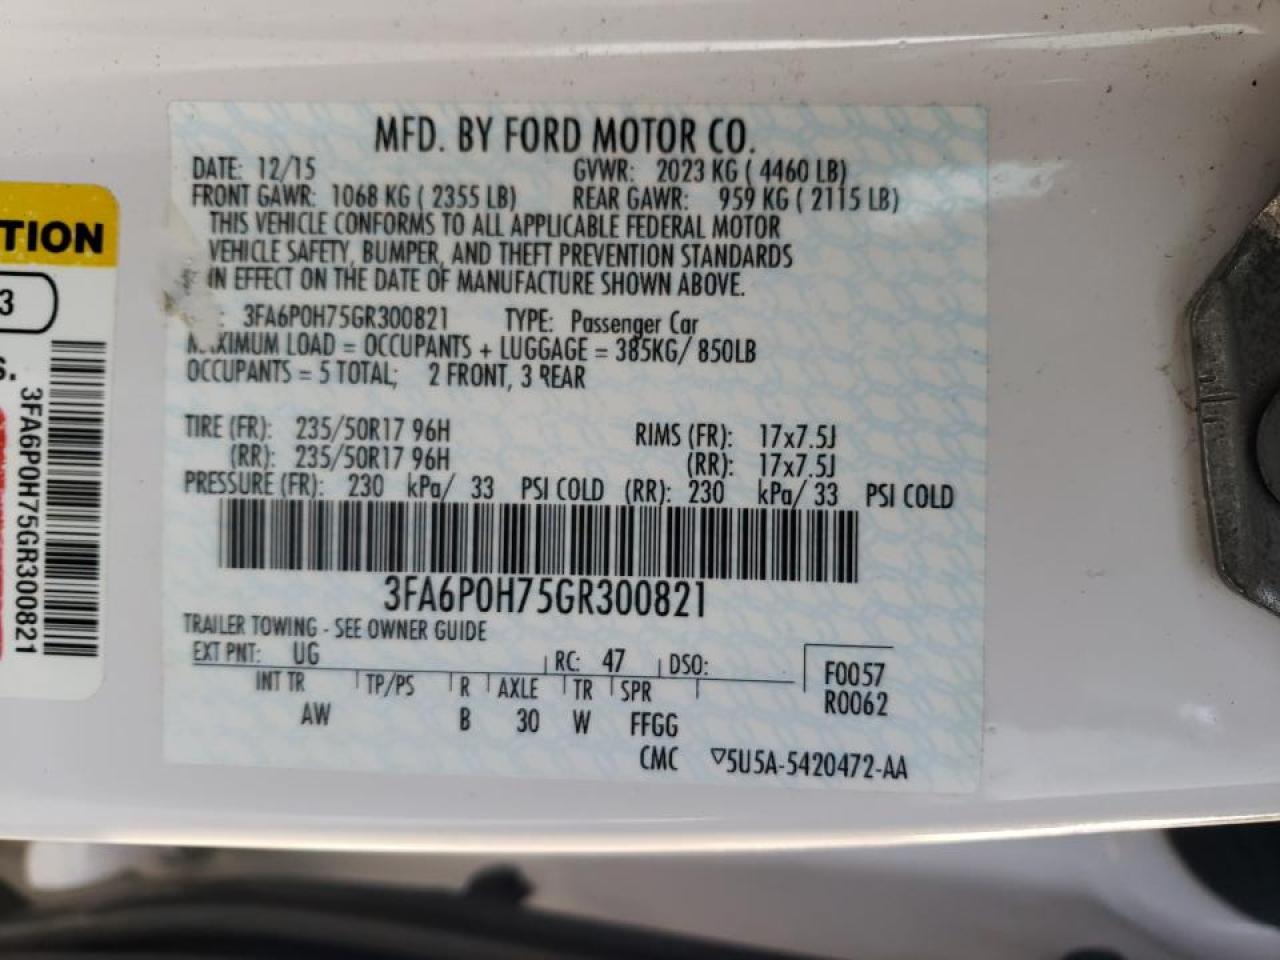 MFD. BY FORD MOTOR CO.
DATE: 12/15 GVWR: 2023 KG ( 4460 LB)
FRONT GAWR: 1068 KG ( 2355 LB) REAR GAWR: 959 KG ( 2115 LB)
THIS VEHICLE CONFORMS TO ALL APPLICABLE FEDERAL MOTOR
VEHICLE SAFETY, BUMPER, AND THEFT PREVENTION STANDARDS
IN EFFECT ON THE DATE OF MANUFACTURE SHOWN ABOVE.
: 3FA6P0H75GR300821 TYPE: Passenger Car
LOAD = OCCUPANTS + LUGGAGE = 385KG/ 850LB
OCCUPANTS = 5 TOTAL; 2 FRONT, 3 REAR
TIRE (FR): 235/50R17 96H RIMS (FR): 17x7.5J
(RR): 235/50R17 96H (RR): 17x7.5J
PRESSURE (FR): 230 kPa/ 33 PSI COLD (RR): 230 kPa/ 33 PSI COLD
3FA6P0H75GR300821
TRAILER TOWING - SEE OWNER GUIDE
EXT PNT: UG RC: 47 DSO:
F0057
R0062
INT TR TP/PS R AXLE TR SPR
AW B 30 W FFGG
CMC ▽5U5A-5420472-AA
TION
3
S.
3FA6P0H75GR300821